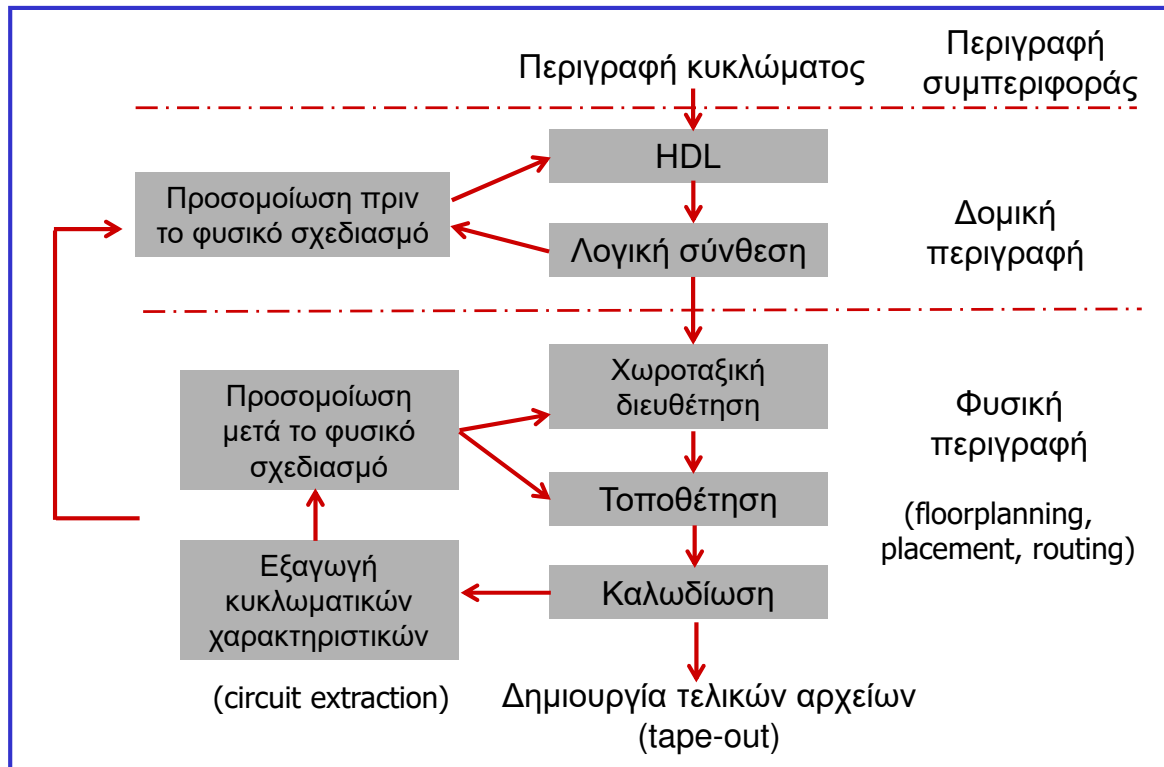 Περιγραφή κυκλώματος
Περιγραφή
συμπεριφοράς
HDL
Προσομοίωση πριν
το φυσικό σχεδιασμό
Λογική σύνθεση
Δομική
περιγραφή
Χωροταξική
διευθέτηση
Προσομοίωση
μετά το φυσικό
σχεδιασμό
Τοποθέτηση
Φυσική
περιγραφή
(floorplanning,
placement, routing)
Εξαγωγή
κυκλωματικών
χαρακτηριστικών
Καλωδίωση
(circuit extraction)
Δημιουργία τελικών αρχείων
(tape-out)